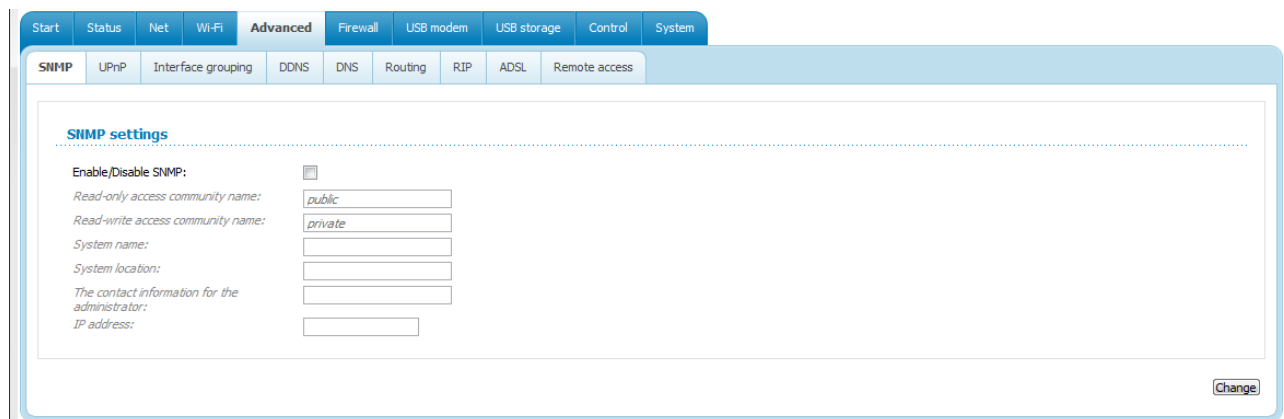 Start Status Net Wi-Fi Advanced Firewall USB modem USB storage Control System
SNMP UPnP Interface grouping DDNS DNS Routing RIP ADSL Remote access
SNMP settings
Enable/Disable SNMP:
Read-only access community name: public
Read-write access community name: private
System name:
System location:
The contact information for the
administrator:
IP address:
Change